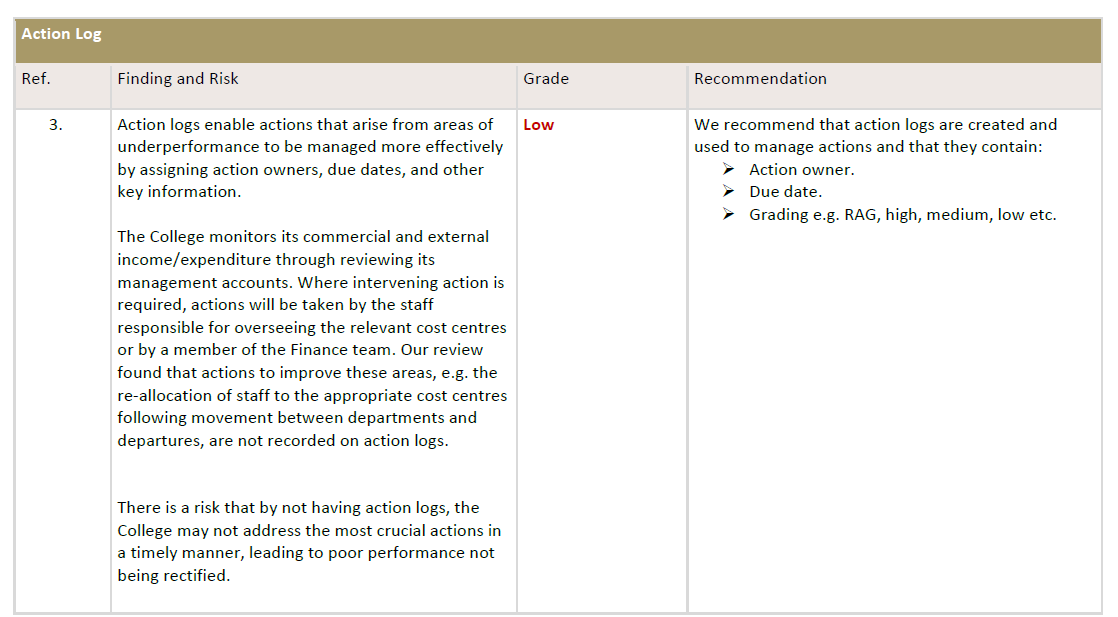 Action Log
Ref.
Finding and Risk
Grade
Recommendation
3.
Action logs enable actions that arise from areas of
underperformance to be managed more effectively
by assigning action owners, due dates, and other
key information.
The College monitors its commercial and external
income/expenditure through reviewing its
management accounts. Where intervening action is
required, actions will be taken by the staff
responsible for overseeing the relevant cost centres
or by a member of the Finance team. Our review
found that actions to improve these areas, e.g. the
re-allocation of staff to the appropriate cost centres
following movement between departments and
departures, are not recorded on action logs.
There is a risk that by not having action logs, the
College may not address the most crucial actions in
a timely manner, leading to poor performance not
being rectified.
Low
We recommend that action logs are created and
used to manage actions and that they contain:
➢ Action owner.
➢ Due date.
➢ Grading e.g. RAG, high, medium, low etc.